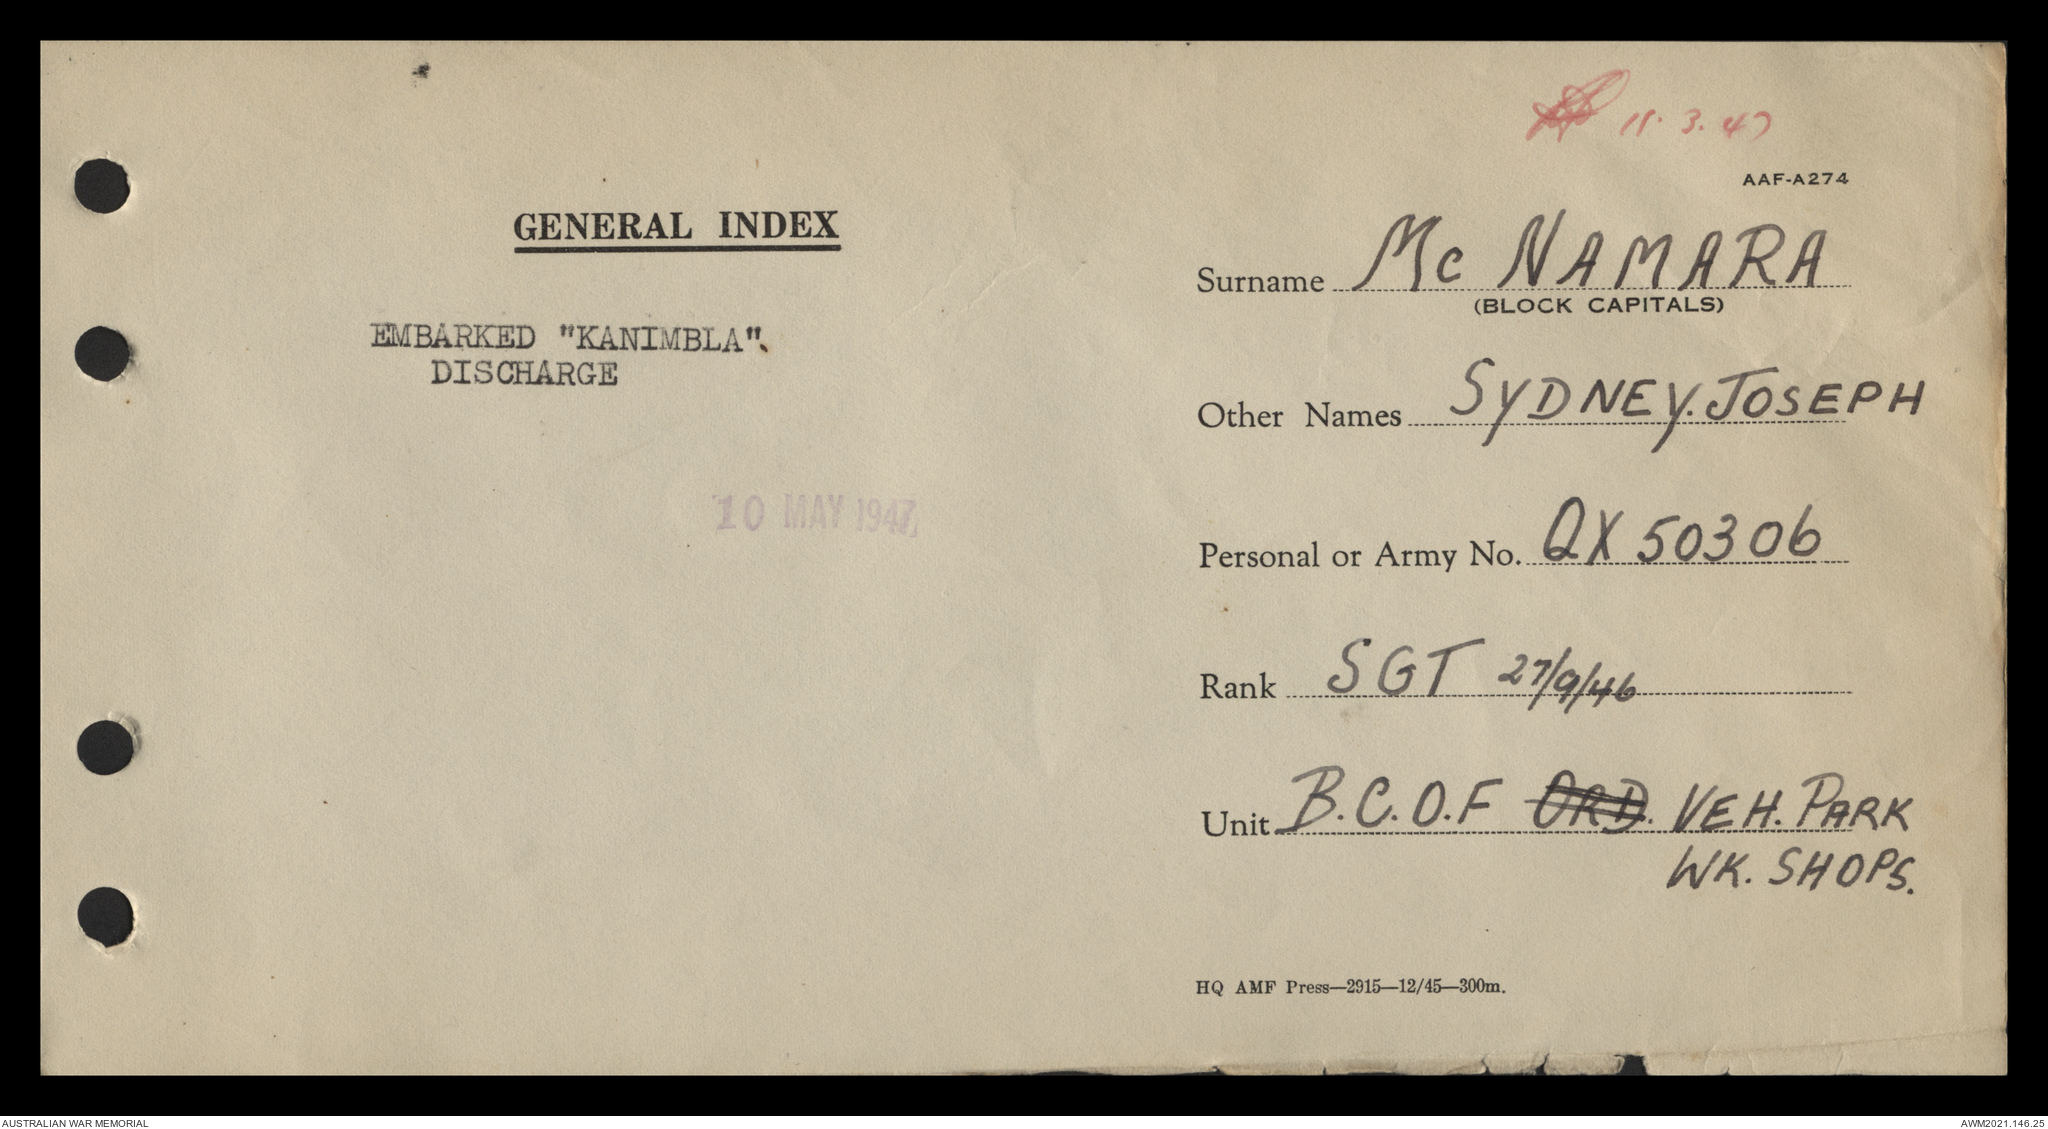 11.3.47
AAF-A274
GENERAL INDEX
EMBARKED "KANIMBLA".
DISCHARGE
10 MAY 1947
Surname Mc NAMARA
(BLOCK CAPITALS)
Other Names SYDNEY. JOSEPH
Personal or Army No. QX 50306
Rank SGT 27/9/46
Unit B.C.O.F ORD. VEH. PARK
WK. SHOPS.
HQ AMF Press—2915—12/45—300m.
AUSTRALIAN WAR MEMORIAL
AWM2021.146.25